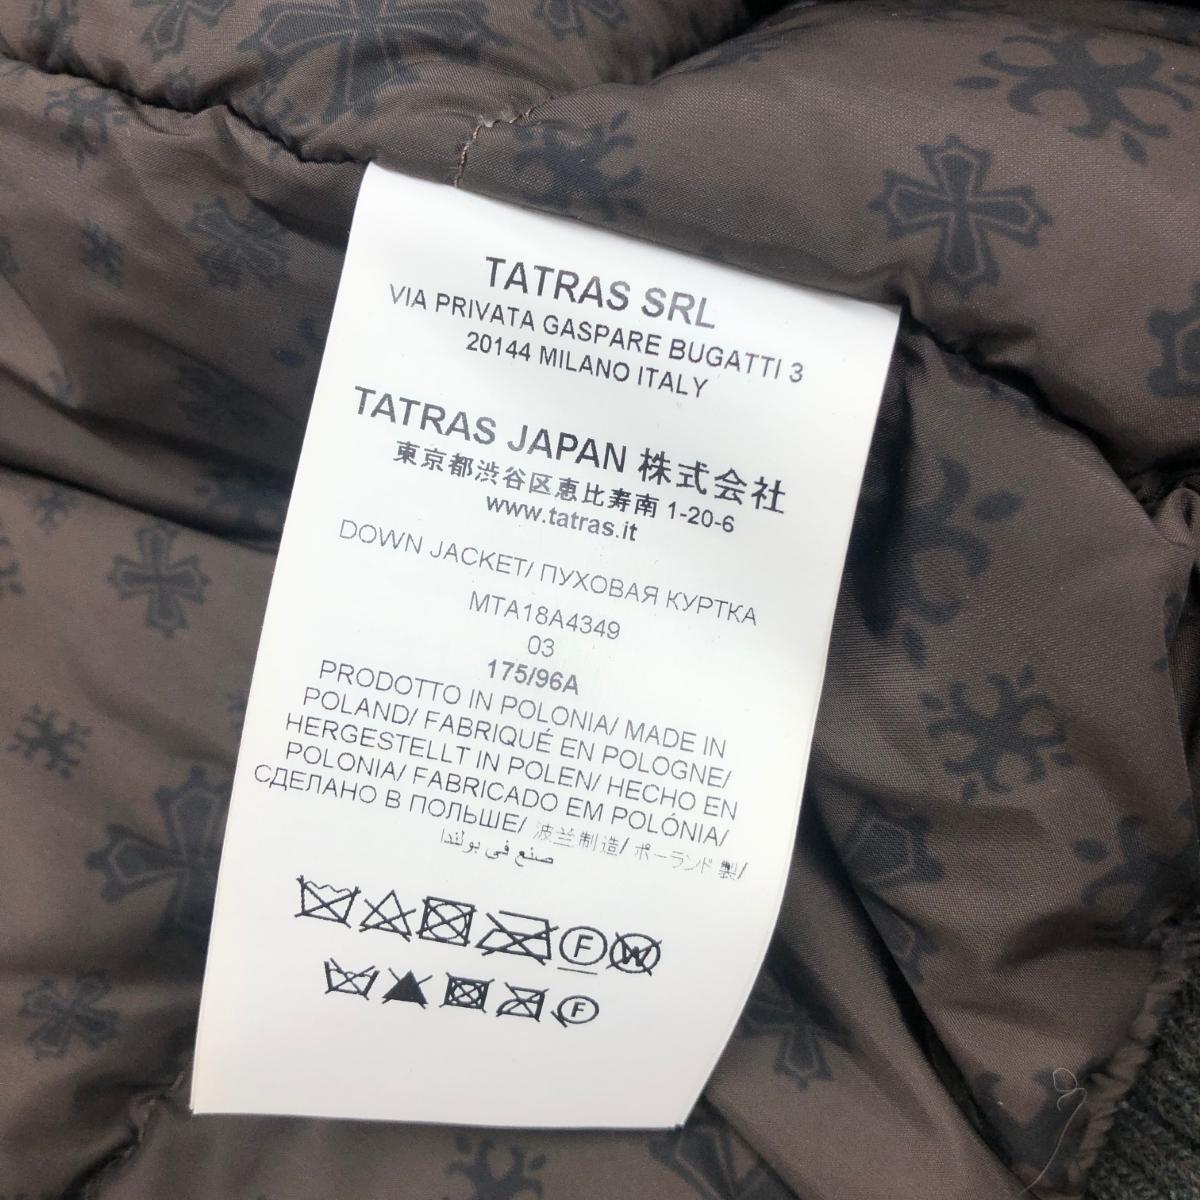 TATRAS SRL
VIA PRIVATA GASPARE BUGATTI 3
20144 MILANO ITALY
TATRAS JAPAN 株式会社
東京都渋谷区恵比寿南 1-20-6
www.tatras.it
DOWN JACKET/ ПУХОВАЯ КУРТКА
MTA18A4349
03
175/96A
PRODOTTO IN POLONIA/ MADE IN
POLAND/ FABRIQUÉ EN POLOGNE/
HERGESTELLT IN POLEN/ HECHO EN
POLONIA/ FABRICADO EM POLÓNIA/
СДЕЛАНО В ПОЛЬШЕ/ 波兰制造/ ポーランド製/
صنع في بولندا
F W
F